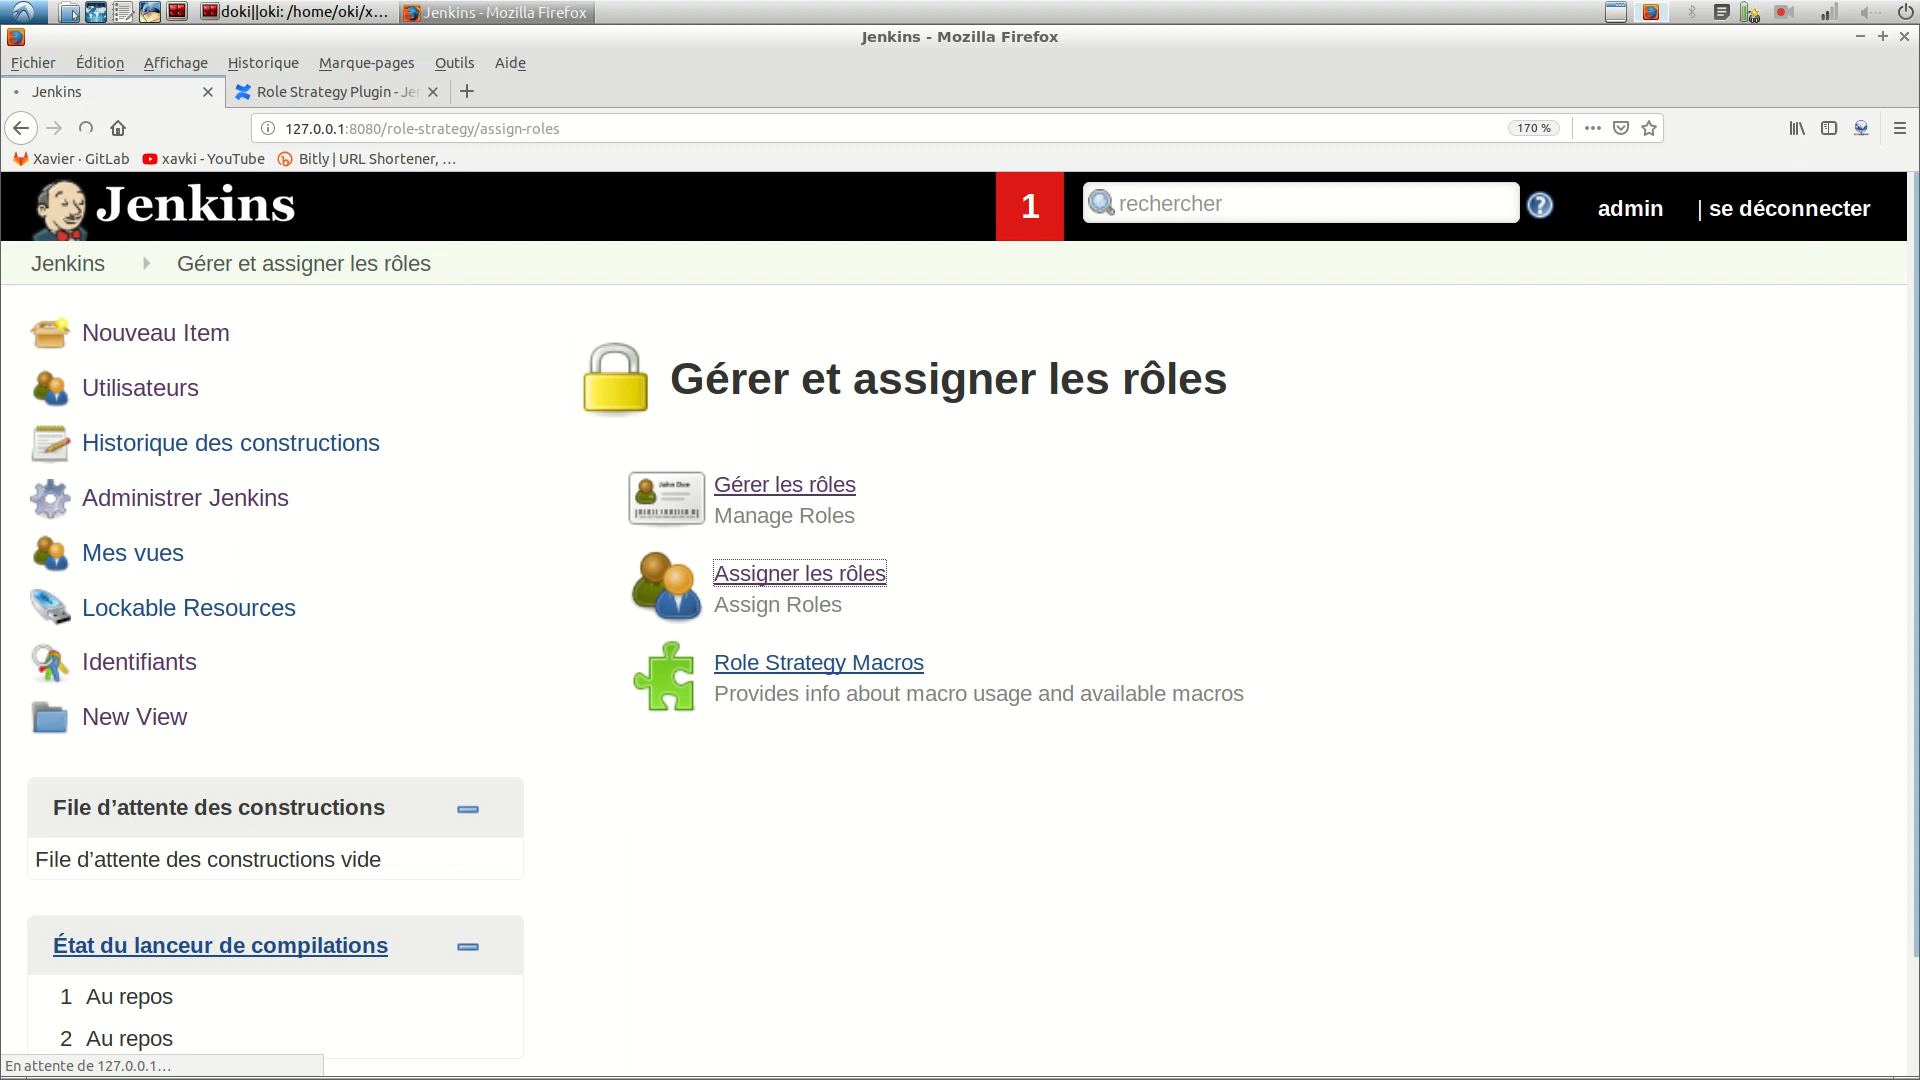 doki||oki: /home/oki/x...
Jenkins - Mozilla Firefox
Jenkins - Mozilla Firefox
Fichier Édition Affichage Historique Marque-pages Outils Aide
Jenkins
Role Strategy Plugin - Jen
127.0.0.1:8080/role-strategy/assign-roles
170 %
Xavier · GitLab
xavki - YouTube
Bitly | URL Shortener, ...
Jenkins
1
rechercher
admin
| se déconnecter
Jenkins
Gérer et assigner les rôles
Nouveau Item
Utilisateurs
Historique des constructions
Administrer Jenkins
Mes vues
Lockable Resources
Identifiants
New View
File d’attente des constructions
File d’attente des constructions vide
État du lanceur de compilations
1 Au repos
2 Au repos
Gérer et assigner les rôles
John Doe
Gérer les rôles
Manage Roles
Assigner les rôles
Assign Roles
Role Strategy Macros
Provides info about macro usage and available macros
En attente de 127.0.0.1...